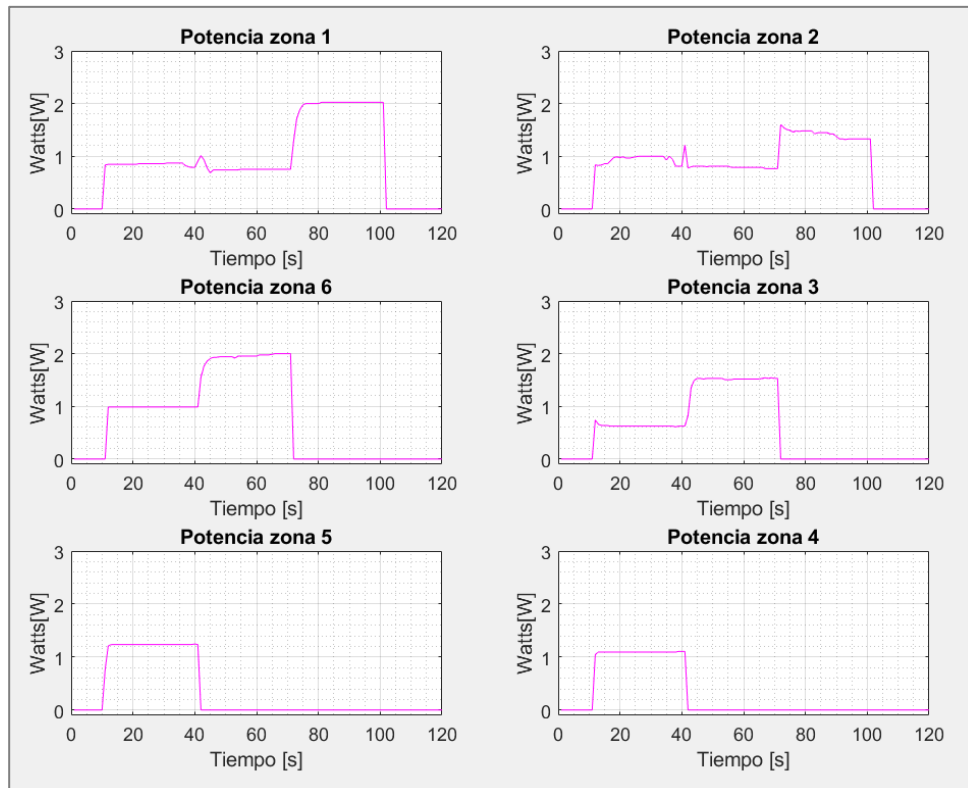 Potencia zona 1
3
2
1
0
Watts[W]
0 20 40 60 80 100 120
Tiempo [s]
Potencia zona 2
3
2
1
0
Watts[W]
0 20 40 60 80 100 120
Tiempo [s]
Potencia zona 6
3
2
1
0
Watts[W]
0 20 40 60 80 100 120
Tiempo [s]
Potencia zona 3
3
2
1
0
Watts[W]
0 20 40 60 80 100 120
Tiempo [s]
Potencia zona 5
3
2
1
0
Watts[W]
0 20 40 60 80 100 120
Tiempo [s]
Potencia zona 4
3
2
1
0
Watts[W]
0 20 40 60 80 100 120
Tiempo [s]